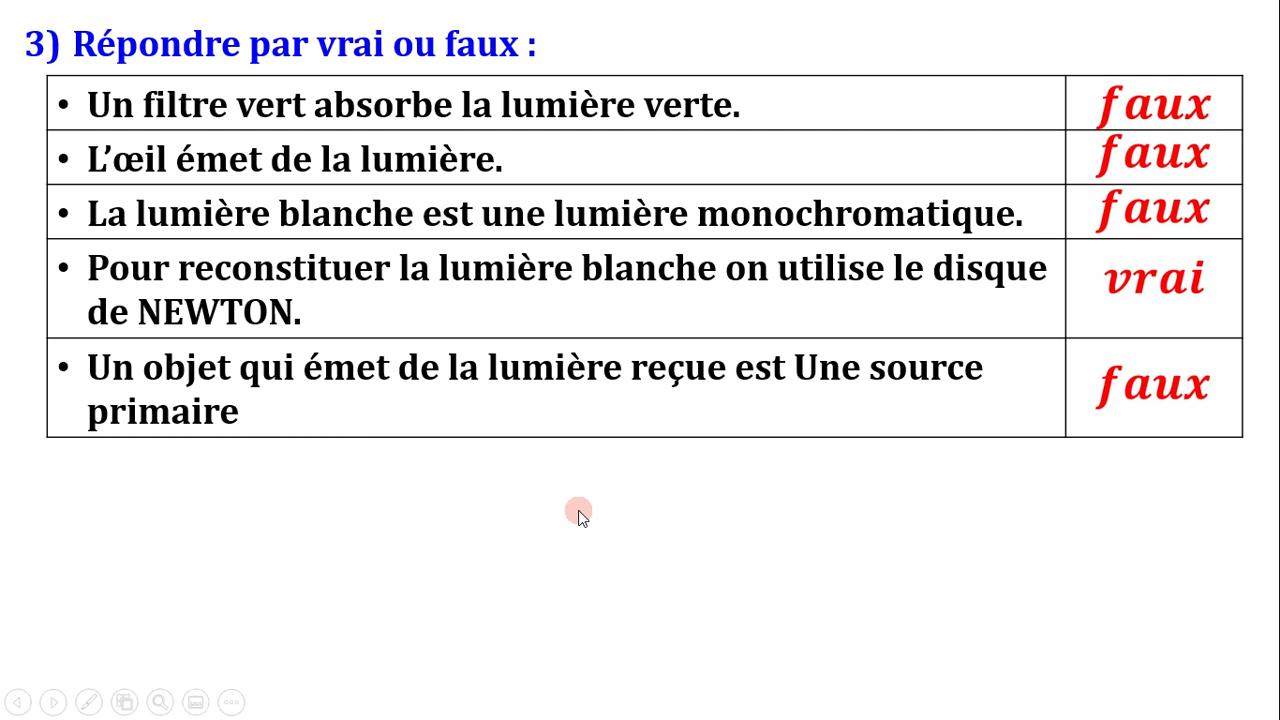 3) Répondre par vrai ou faux :
• Un filtre vert absorbe la lumière verte. faux
• L’œil émet de la lumière. faux
• La lumière blanche est une lumière monochromatique. faux
• Pour reconstituer la lumière blanche on utilise le disque
de NEWTON. vrai
• Un objet qui émet de la lumière reçue est Une source
primaire faux